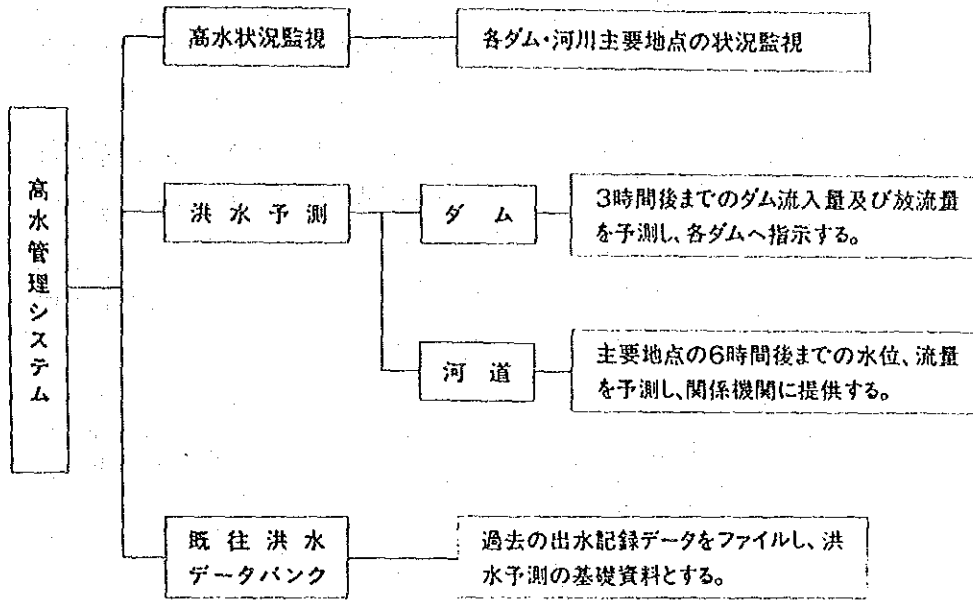 高水管理システム
高水状況監視
各ダム・河川主要地点の状況監視
洪水予測
ダム
3時間後までのダム流入量及び放流量
を予測し、各ダムへ指示する。
河道
主要地点の6時間後までの水位、流量
を予測し、関係機関に提供する。
既往洪水
データバンク
過去の出水記録データをファイルし、洪
水予測の基礎資料とする。